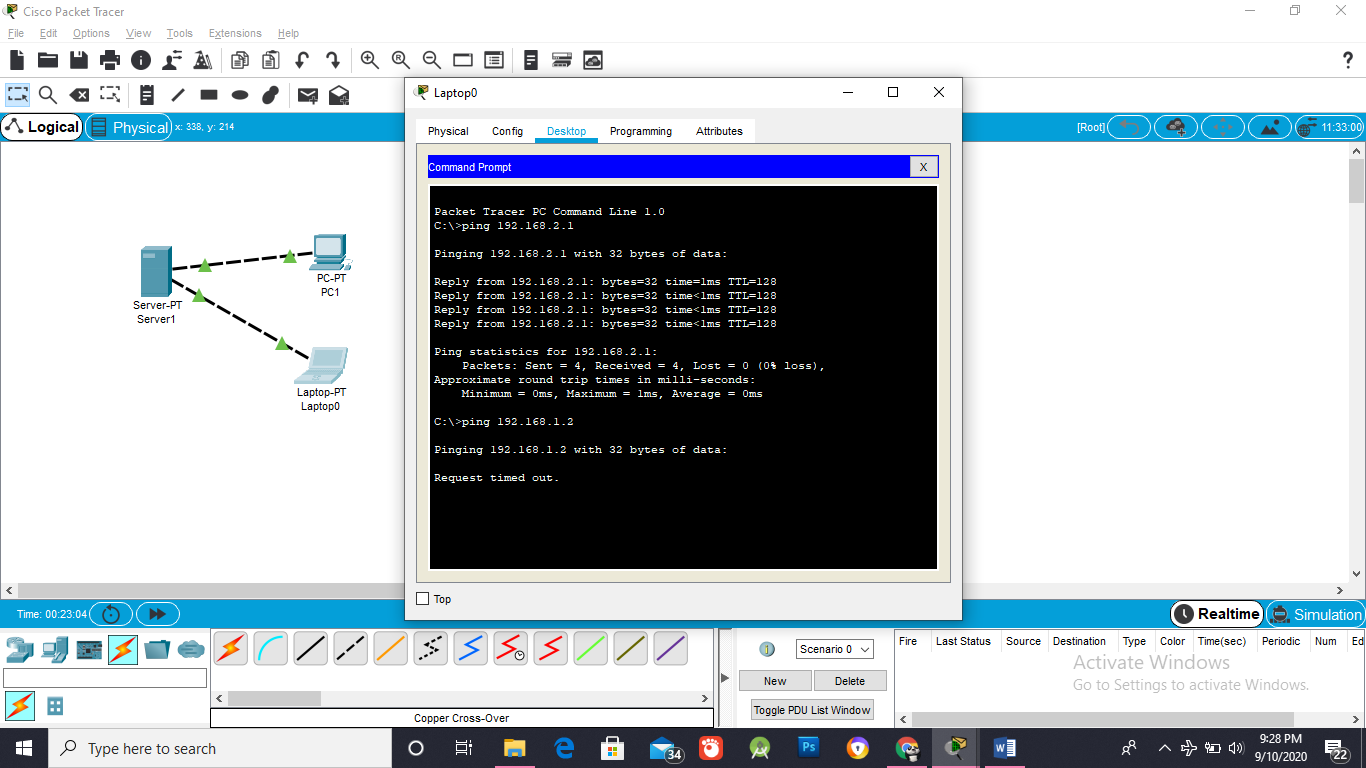 Cisco Packet Tracer
File Edit Options View Tools Extensions Help
?
Logical
Physical
x: 338, y: 214
[Root]
11:33:00
Server-PT
Server1
PC-PT
PC1
Laptop-PT
Laptop0
Laptop0
Physical Config Desktop Programming Attributes
Command Prompt
X
Packet Tracer PC Command Line 1.0
C:\>ping 192.168.2.1
Pinging 192.168.2.1 with 32 bytes of data:
Reply from 192.168.2.1: bytes=32 time=1ms TTL=128
Reply from 192.168.2.1: bytes=32 time<1ms TTL=128
Reply from 192.168.2.1: bytes=32 time<1ms TTL=128
Reply from 192.168.2.1: bytes=32 time<1ms TTL=128
Ping statistics for 192.168.2.1:
Packets: Sent = 4, Received = 4, Lost = 0 (0% loss),
Approximate round trip times in milli-seconds:
Minimum = 0ms, Maximum = 1ms, Average = 0ms
C:\>ping 192.168.1.2
Pinging 192.168.1.2 with 32 bytes of data:
Request timed out.
Top
Time: 00:23:04
Realtime
Simulation
Scenario 0
New
Delete
Toggle PDU List Window
Fire Last Status Source Destination Type Color Time(sec) Periodic Num Ed
Activate Windows
Go to Settings to activate Windows.
Copper Cross-Over
Type here to search
34
Ps
9:28 PM
9/10/2020
22